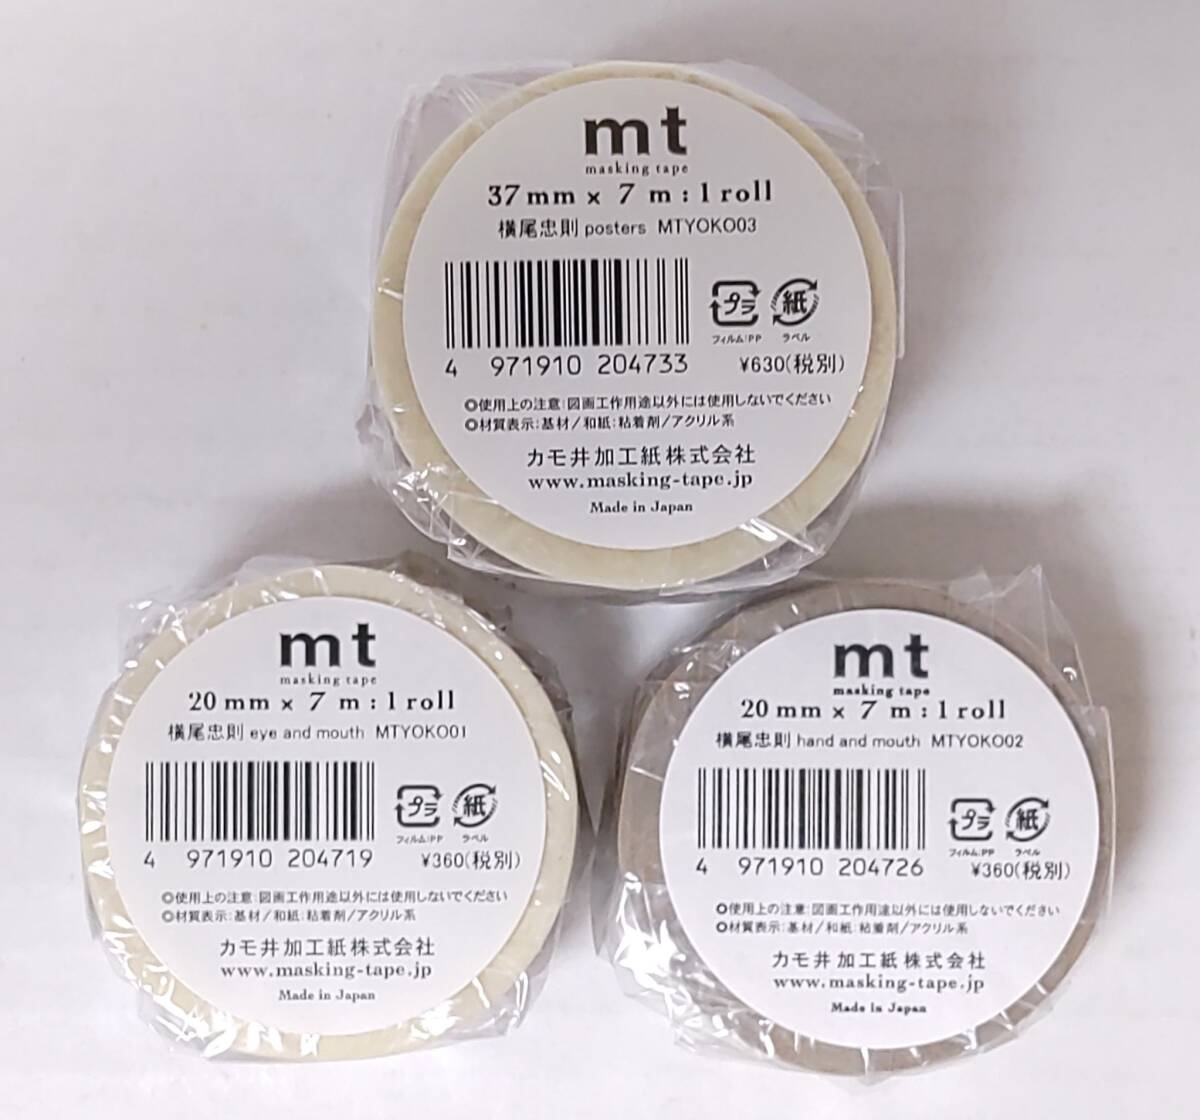 mt
masking tape
37mm × 7 m : 1 roll
横尾忠則 posters MTYOKO03
プラ 紙
フィルム:PP ラベル
4 971910 204733
¥630(税別)
◎使用上の注意:図画工作用途以外には使用しないでください
◎材質表示:基材/和紙:粘着剤/アクリル系
カモ井加工紙株式会社
www.masking-tape.jp
Made in Japan
mt
masking tape
20mm × 7 m : 1 roll
横尾忠則 eye and mouth MTYOKO01
プラ 紙
フィルム:PP ラベル
4 971910 204719
¥360(税別)
◎使用上の注意:図画工作用途以外には使用しないでください
◎材質表示:基材/和紙:粘着剤/アクリル系
カモ井加工紙株式会社
www.masking-tape.jp
Made in Japan
mt
masking tape
20mm × 7 m : 1 roll
横尾忠則 hand and mouth MTYOKO02
プラ 紙
フィルム:PP ラベル
4 971910 204726
¥360(税別)
◎使用上の注意:図画工作用途以外には使用しないでください
◎材質表示:基材/和紙:粘着剤/アクリル系
カモ井加工紙株式会社
www.masking-tape.jp
Made in Japan